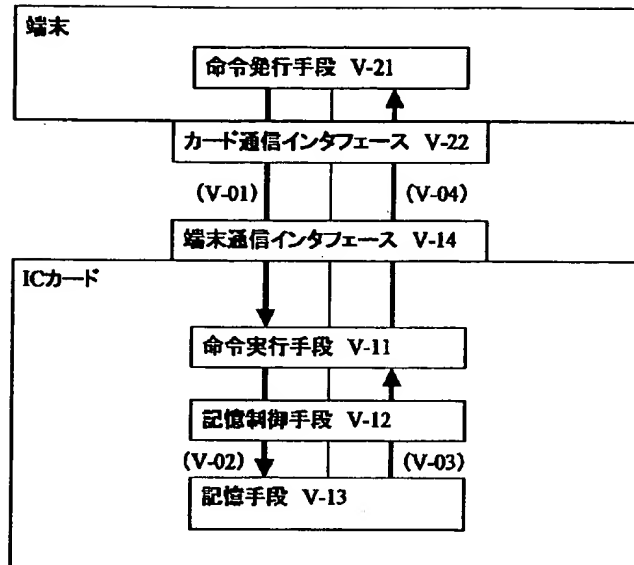 端末
命令発行手段 V-21
カード通信インタフェース V-22
(V-01) (V-04)
端末通信インタフェース V-14
ICカード
命令実行手段 V-11
記憶制御手段 V-12
(V-02) (V-03)
記憶手段 V-13